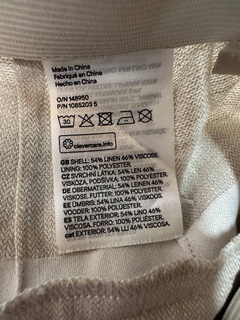 Made in China
Fabriqué en Chine
Hecho en China
O/N 148950
P/N 1085203 5
30
clevercare.info
GB SHELL: 54% LINEN 46% VISCOSE.
LINING: 100% POLYESTER.
CZ SVRCHNÍ LÁTKA: 54% LEN 46%
VISKÓZA, PODŠÍVKA: 100% POLYESTER.
DE OBERMATERIAL: 54% LEINEN 46%
VISKOSE. FUTTER: 100% POLYESTER.
EE ÜMBRIS: 54% LINA 46% VISKOOS.
VOODER: 100% POLÜESTER.
ES TELA EXTERIOR: 54% LINO 46%
VISCOSA. FORRO: 100% POLIÉSTER.
cat EXTERIOR: 54% LLI 46% VISCOSA.